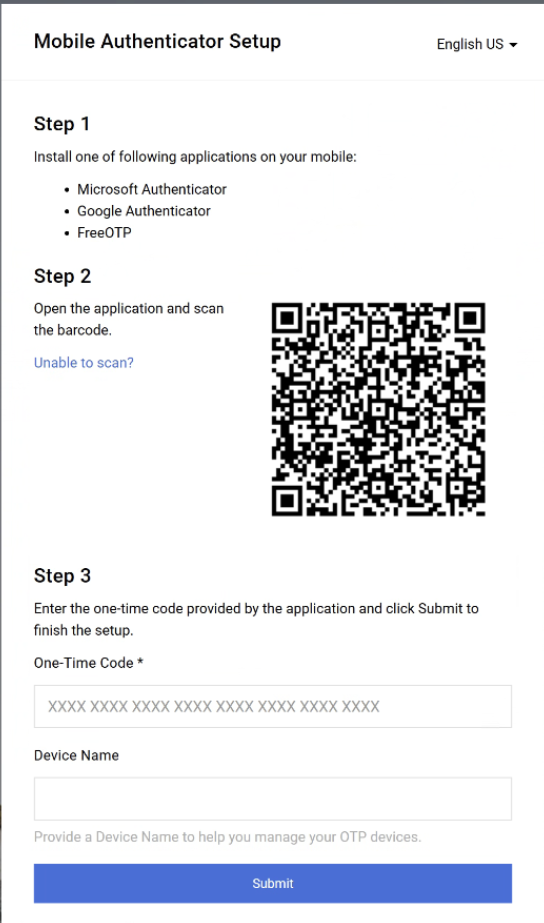 Mobile Authenticator Setup
English US
Step 1
Install one of following applications on your mobile:
Microsoft Authenticator
Google Authenticator
FreeOTP
Step 2
Open the application and scan
the barcode.
Unable to scan?
Step 3
Enter the one-time code provided by the application and click Submit to
finish the setup.
One-Time Code *
XXXX XXXX XXXX XXXX XXXX XXXX XXXX XXXX
Device Name
Provide a Device Name to help you manage your OTP devices.
Submit